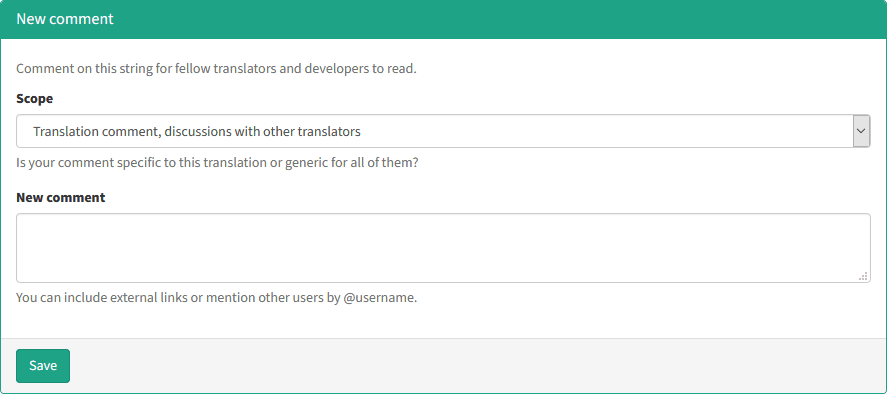 New comment
Comment on this string for fellow translators and developers to read.
Scope
Translation comment, discussions with other translators
Is your comment specific to this translation or generic for all of them?
New comment
You can include external links or mention other users by @username.
Save